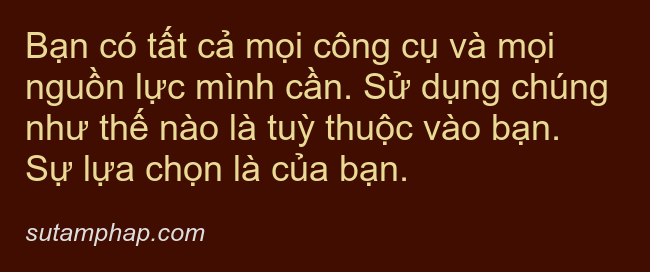 Bạn có tất cả mọi công cụ và mọi
nguồn lực mình cần. Sử dụng chúng
như thế nào là tuỳ thuộc vào bạn.
Sự lựa chọn là của bạn.
sutamphap.com